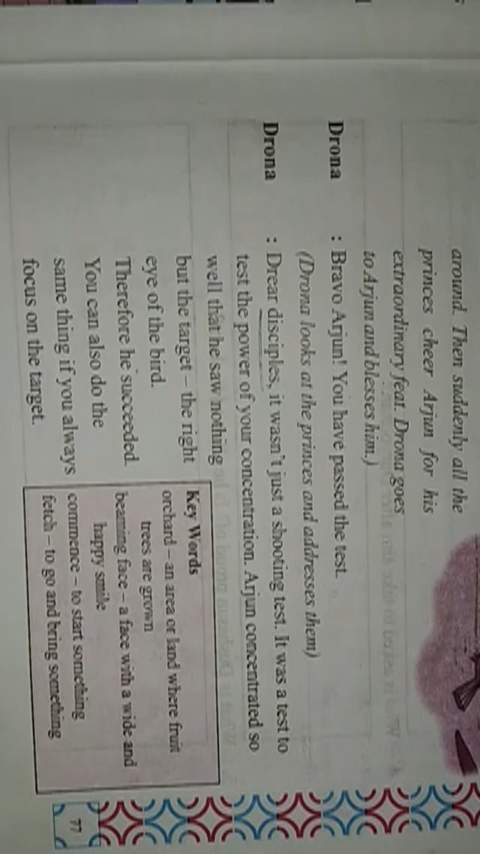 around. Then suddenly all the
princes cheer Arjun for his
extraordinary feat. Drona goes
to Arjun and blesses him.)
Drona : Bravo Arjun! You have passed the test.
(Drona looks at the princes and addresses them)
Drona : Drear disciples, it wasn't just a shooting test. It was a test to
test the power of your concentration. Arjun concentrated so
well that he saw nothing
but the target – the right
eye of the bird.
Therefore he succeeded.
You can also do the
same thing if you always
focus on the target.
Key Words
orchard – an area or land where fruit
trees are grown
beaming face – a face with a wide and
happy smile
commence- to start something
fetch – to go and bring something
77